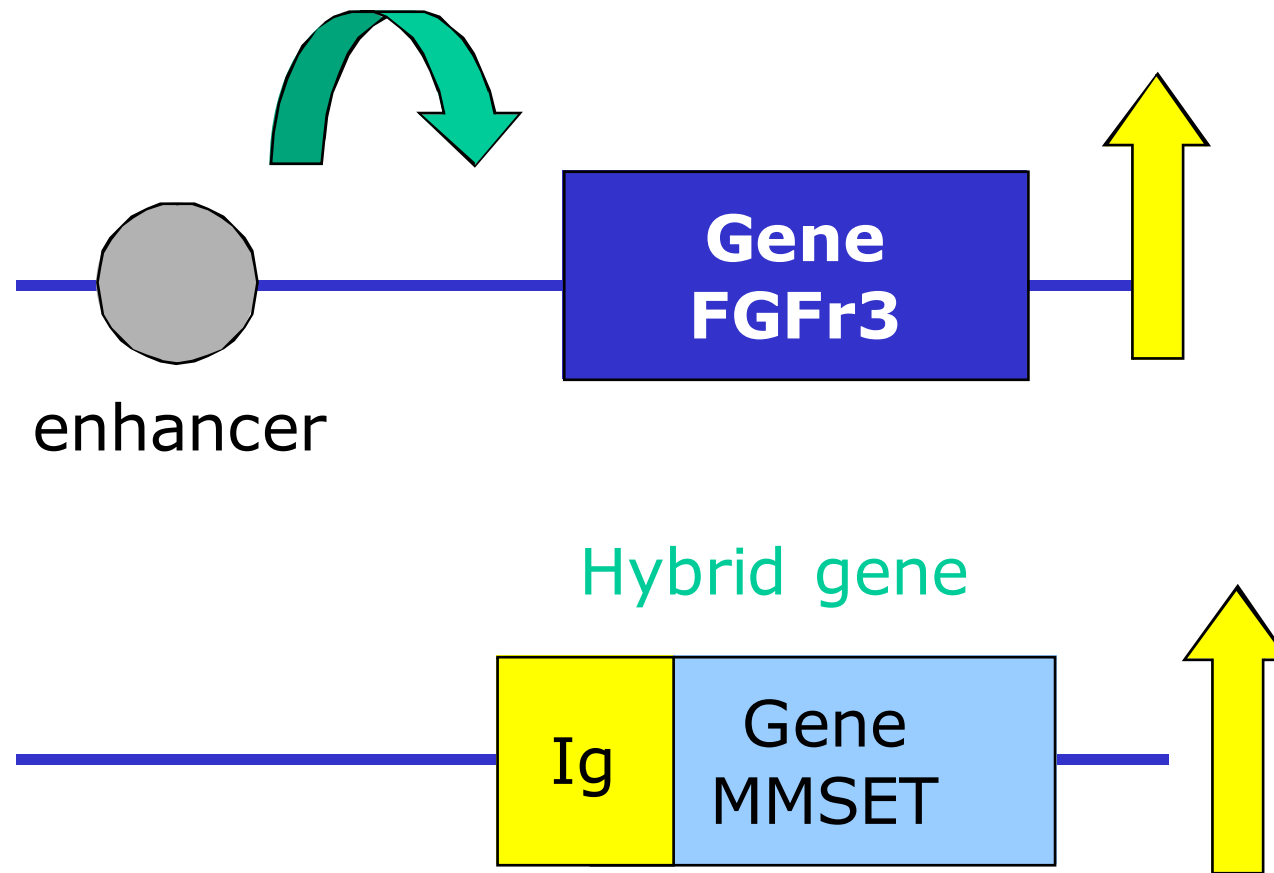 Gene
FGFr3
enhancer
Hybrid gene
Ig
Gene
MMSET